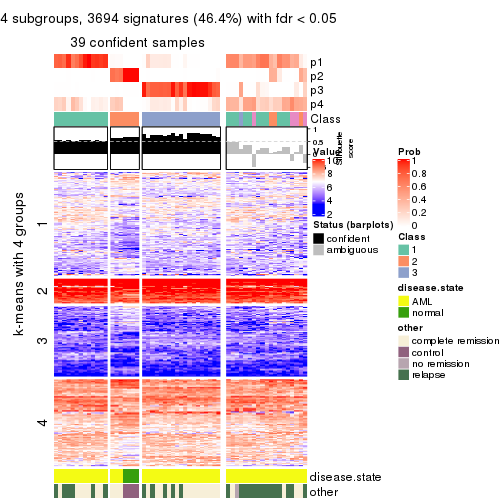 4 subgroups, 3694 signatures (46.4%) with fdr < 0.05
39 confident samples
p1
p2
p3
p4
Class
1
0.5
0
Silhouette
score
k-means with 4 groups
1
2
3
4
disease.state
other
Value
10
8
6
4
2
Status (barplots)
confident
ambiguous
Prob
1
0.8
0.6
0.4
0.2
0
Class
1
2
3
disease.state
AML
normal
other
complete remission
control
no remission
relapse